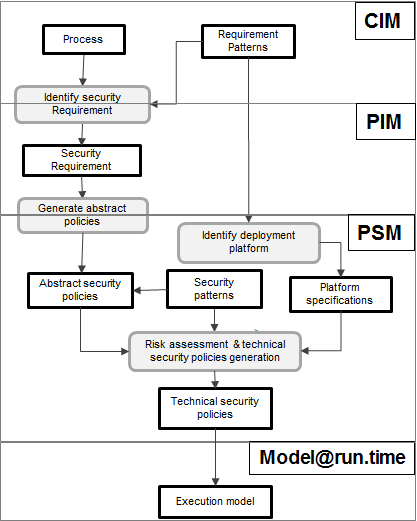 CIM
Process
Requirement
Patterns
Identify security
Requirement
PIM
Security
Requirement
Generate abstract
policies
PSM
Identify deployment
platform
Abstract security
policies
Security
patterns
Platform
specifications
Risk assessment & technical
security policies generation
Technical security
policies
Model@run.time
Execution model